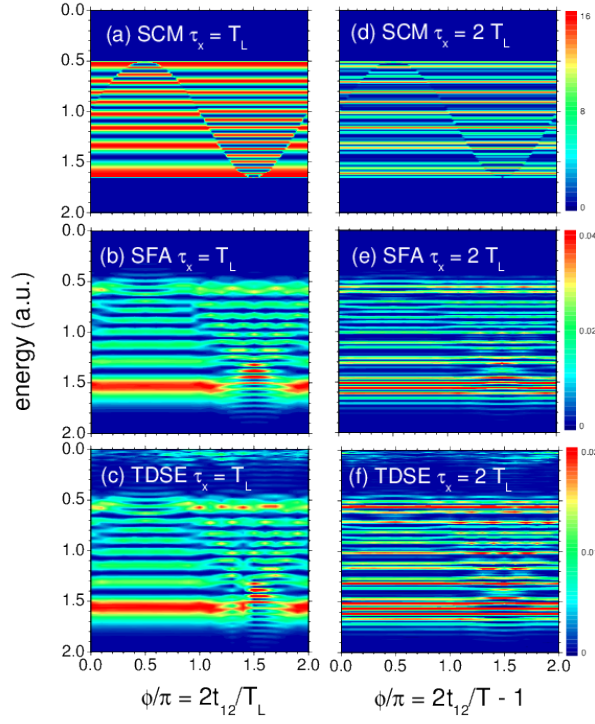 (a) SCM τx = TL
(d) SCM τx = 2 TL
0.0
0.5
1.0
1.5
2.0
16
8
0
(b) SFA τx = TL
(e) SFA τx = 2 TL
0.0
0.5
1.0
1.5
2.0
0.04
0.02
0
energy (a.u.)
(c) TDSE τx = TL
(f) TDSE τx = 2 TL
0.0
0.5
1.0
1.5
2.0
0.0
0
0.0 0.5 1.0 1.5 2.0
0.0 0.5 1.0 1.5 2.0
ϕ/π = 2t12/TL
ϕ/π = 2t12/T - 1